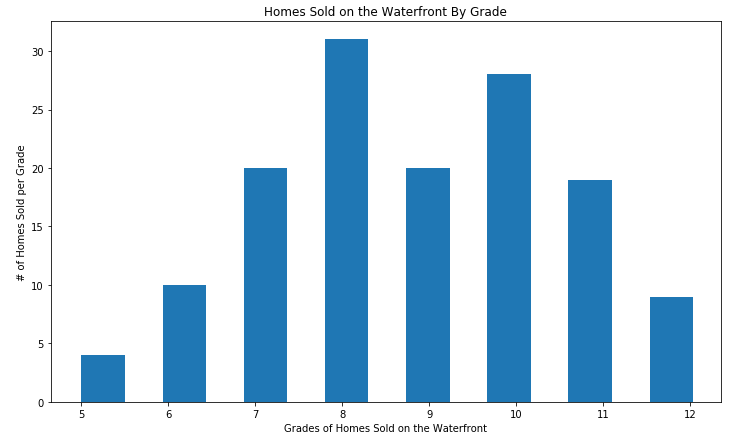 Homes Sold on the Waterfront By Grade
# of Homes Sold per Grade
30
25
20
15
10
5
0
5 6 7 8 9 10 11 12
Grades of Homes Sold on the Waterfront